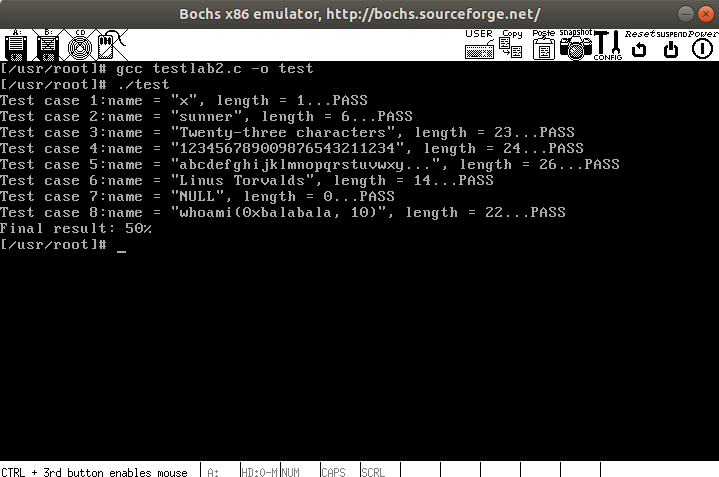 Bochs x86 emulator, http://bochs.sourceforge.net/
A: B: CD USER Copy Paste snapshot CONFIG Reset SUSPEND Power
[/usr/root]# gcc testlab2.c -o test
[/usr/root]# ./test
Test case 1:name = "x", length = 1...PASS
Test case 2:name = "sunner", length = 6...PASS
Test case 3:name = "Twenty-three characters", length = 23...PASS
Test case 4:name = "123456789009876543211234", length = 24...PASS
Test case 5:name = "abcdefghijklmnopqrstuvwxy...", length = 26...PASS
Test case 6:name = "Linus Torvalds", length = 14...PASS
Test case 7:name = "NULL", length = 0...PASS
Test case 8:name = "whoami(0xbalabala, 10)", length = 22...PASS
Final result: 50%
[/usr/root]# _
CTRL + 3rd button enables mouse A: HD:0-M NUM CAPS SCRL